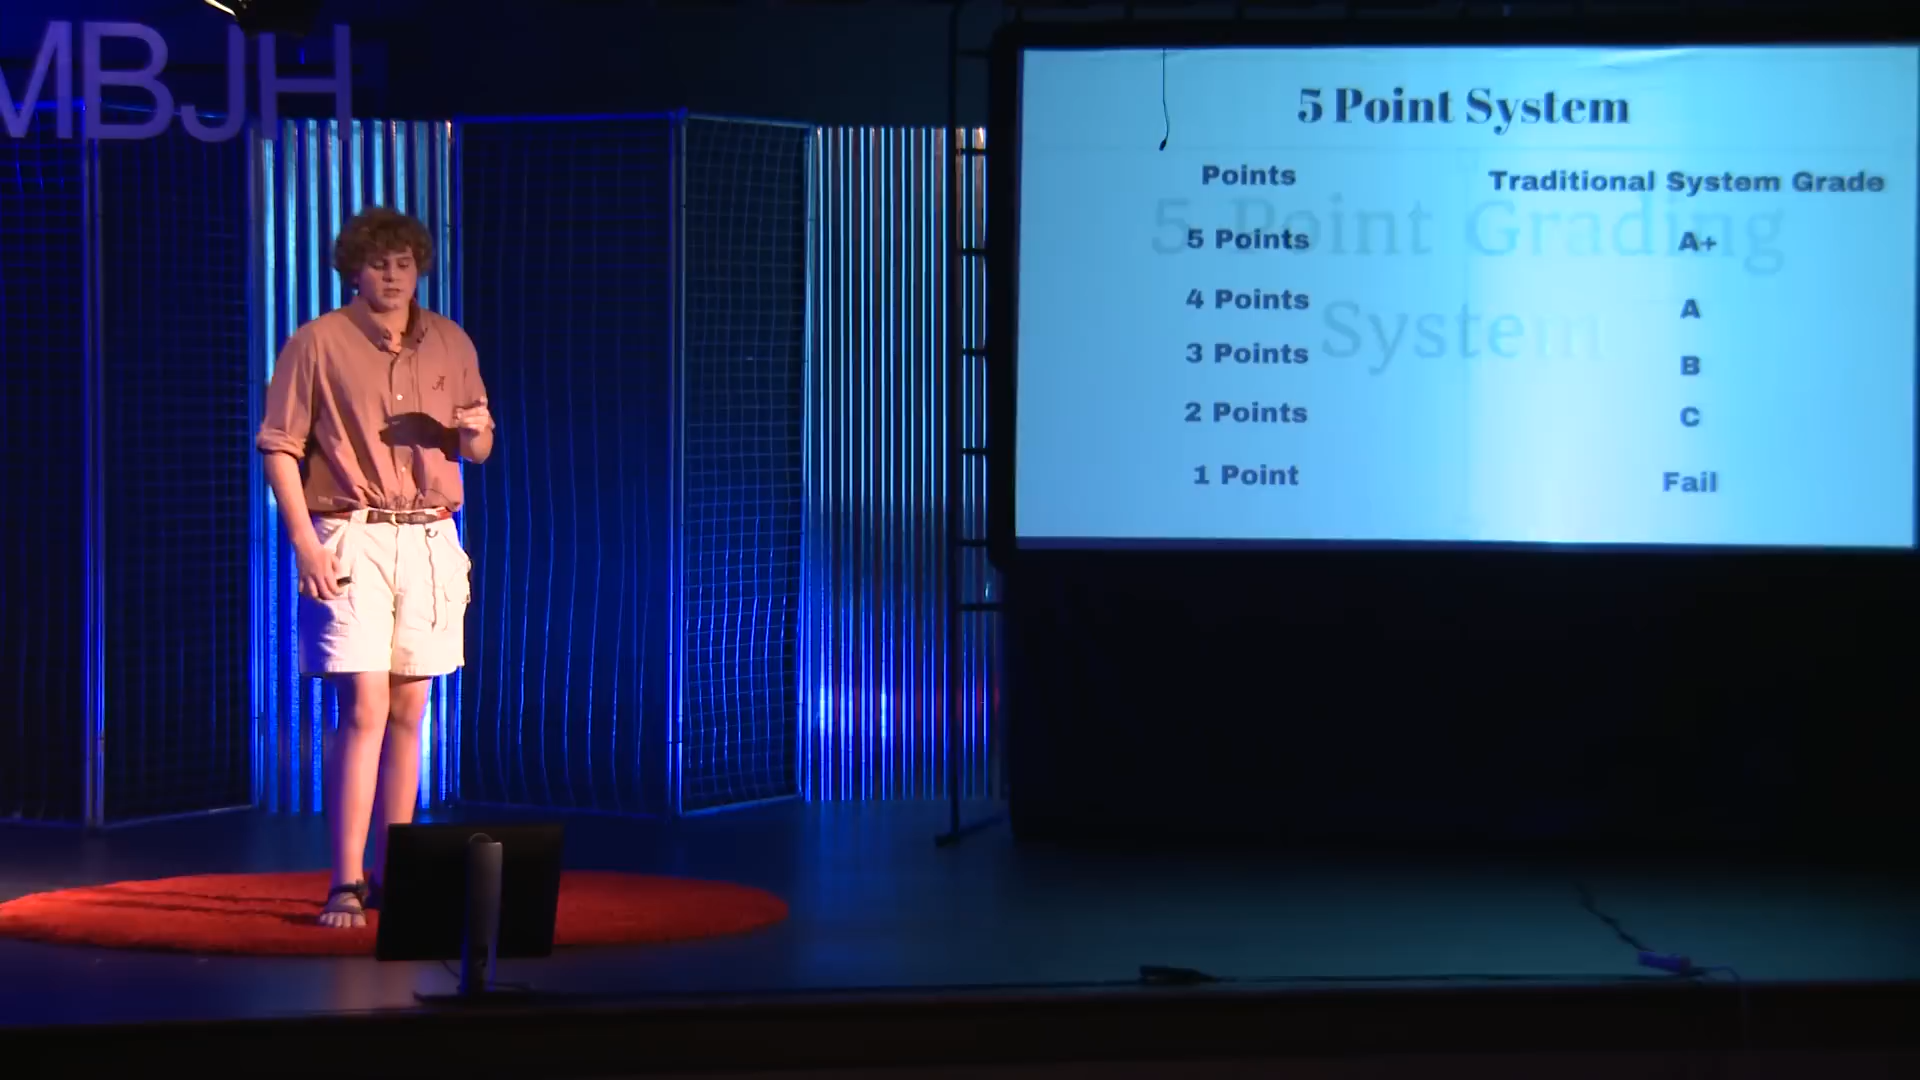 MBJH
5 Point System
Points Traditional System Grade
5 Points A+
4 Points A
3 Points B
2 Points C
1 Point Fail
5 Point Grading
System
A